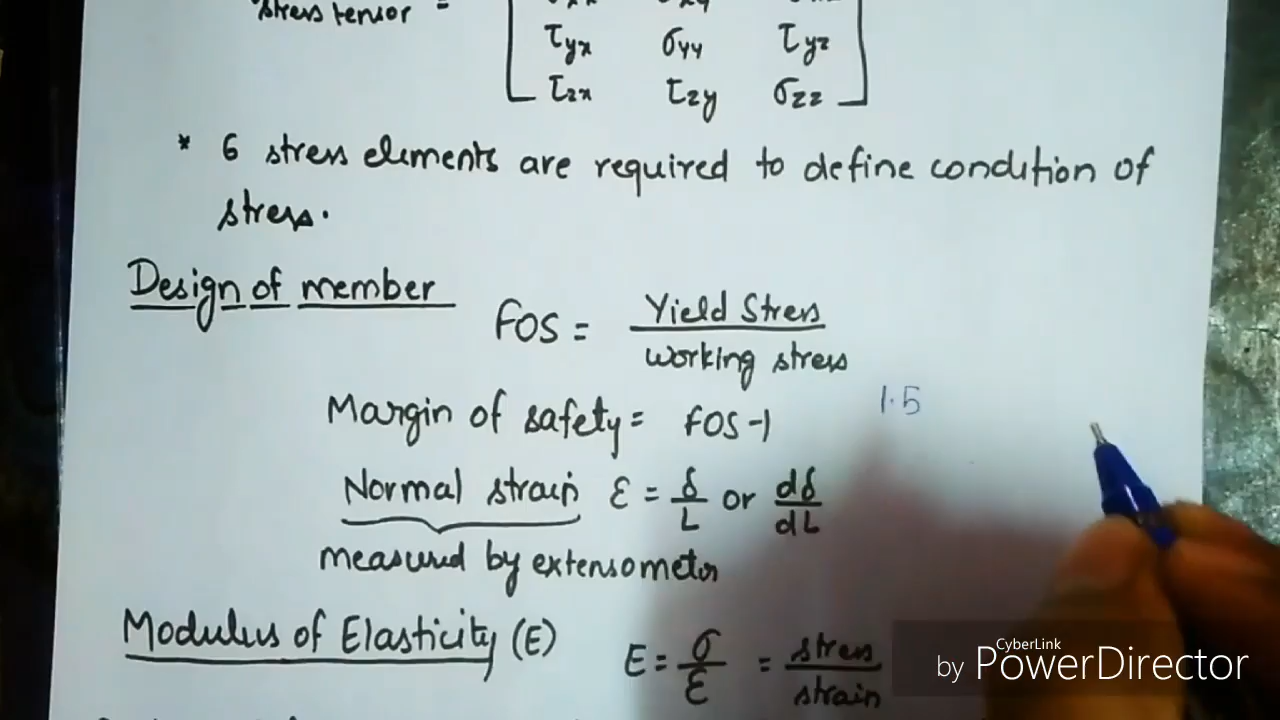 stress tensor =
τyx σyy τyz
τzx τzy σzz
* 6 stress elements are required to define condition of
stress.
Design of member
FOS = Yield Stress
working stress
Margin of safety = FOS -1
1.5
Normal strain ε = δ/L or dδ/dL
measured by extensometer
Modulus of Elasticity (E)
E = σ/ε = stress/strain
by CyberLink PowerDirector